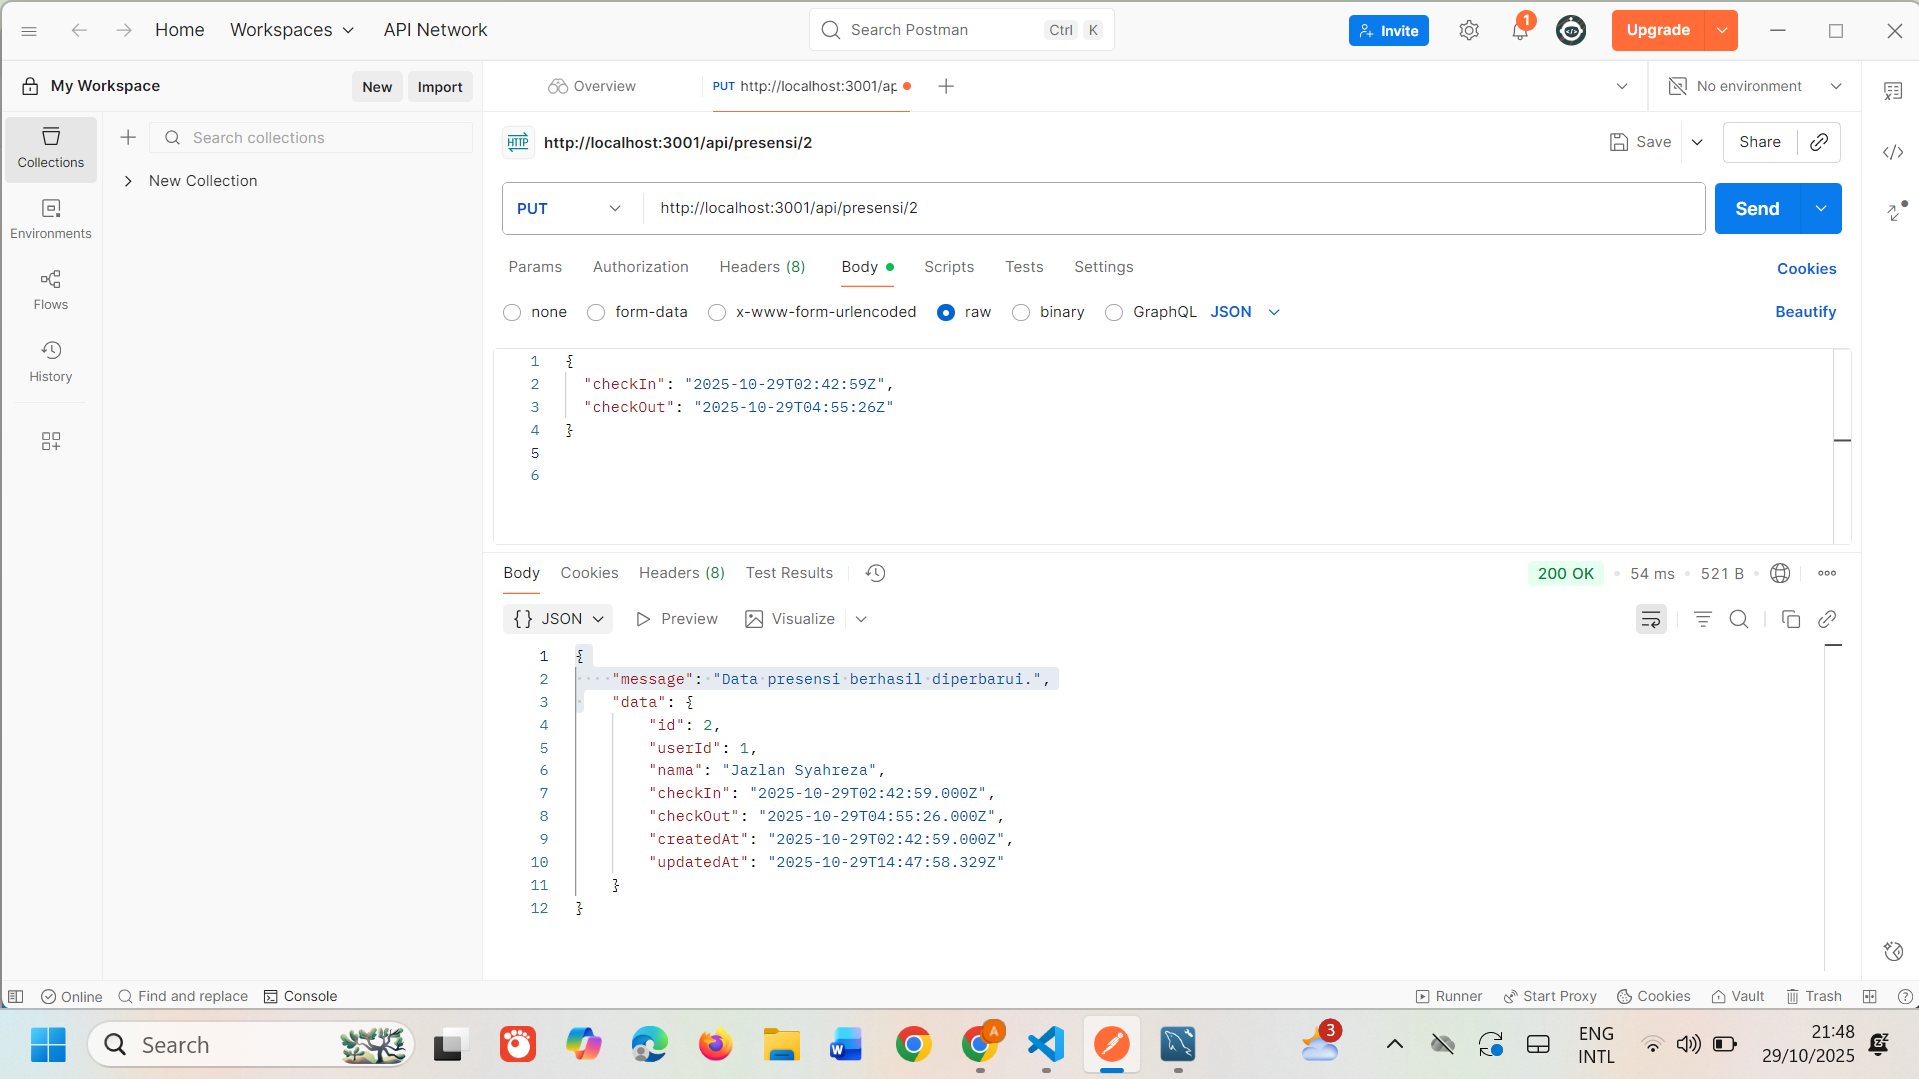 Home
Workspaces
API Network
Search Postman
Ctrl
K
Invite
1
Upgrade
My Workspace
New
Import
Overview
PUT http://localhost:3001/ap
No environment
Collections
Search collections
New Collection
Environments
Flows
History
HTTP
http://localhost:3001/api/presensi/2
Save
Share
PUT
http://localhost:3001/api/presensi/2
Send
Params
Authorization
Headers (8)
Body
Scripts
Tests
Settings
Cookies
none
form-data
x-www-form-urlencoded
raw
binary
GraphQL
JSON
Beautify
1 {
2 "checkIn": "2025-10-29T02:42:59Z",
3 "checkOut": "2025-10-29T04:55:26Z"
4 }
5
6
Body
Cookies
Headers (8)
Test Results
200 OK
54 ms
521 B
{} JSON
Preview
Visualize
1 {
2 "message": "Data presensi berhasil diperbarui.",
3 "data": {
4 "id": 2,
5 "userId": 1,
6 "nama": "Jazlan Syahreza",
7 "checkIn": "2025-10-29T02:42:59.000Z",
8 "checkOut": "2025-10-29T04:55:26.000Z",
9 "createdAt": "2025-10-29T02:42:59.000Z",
10 "updatedAt": "2025-10-29T14:47:58.329Z"
11 }
12 }
Online
Find and replace
Console
Runner
Start Proxy
Cookies
Vault
Trash
Search
W
A
3
ENG
INTL
21:48
29/10/2025